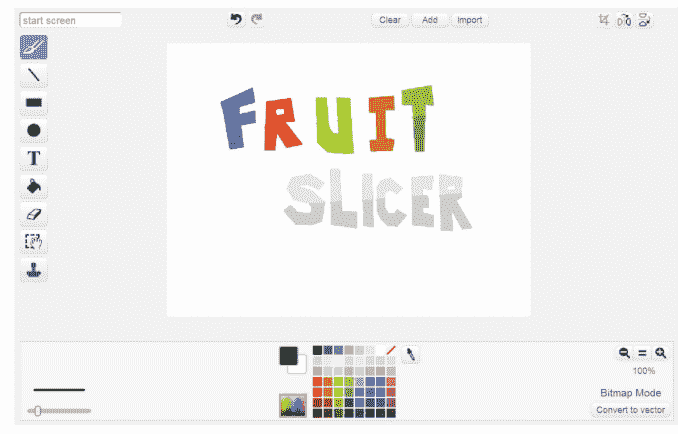 start screen
Clear Add Import
T
FRUIT
SLICER
100%
Bitmap Mode
Convert to vector